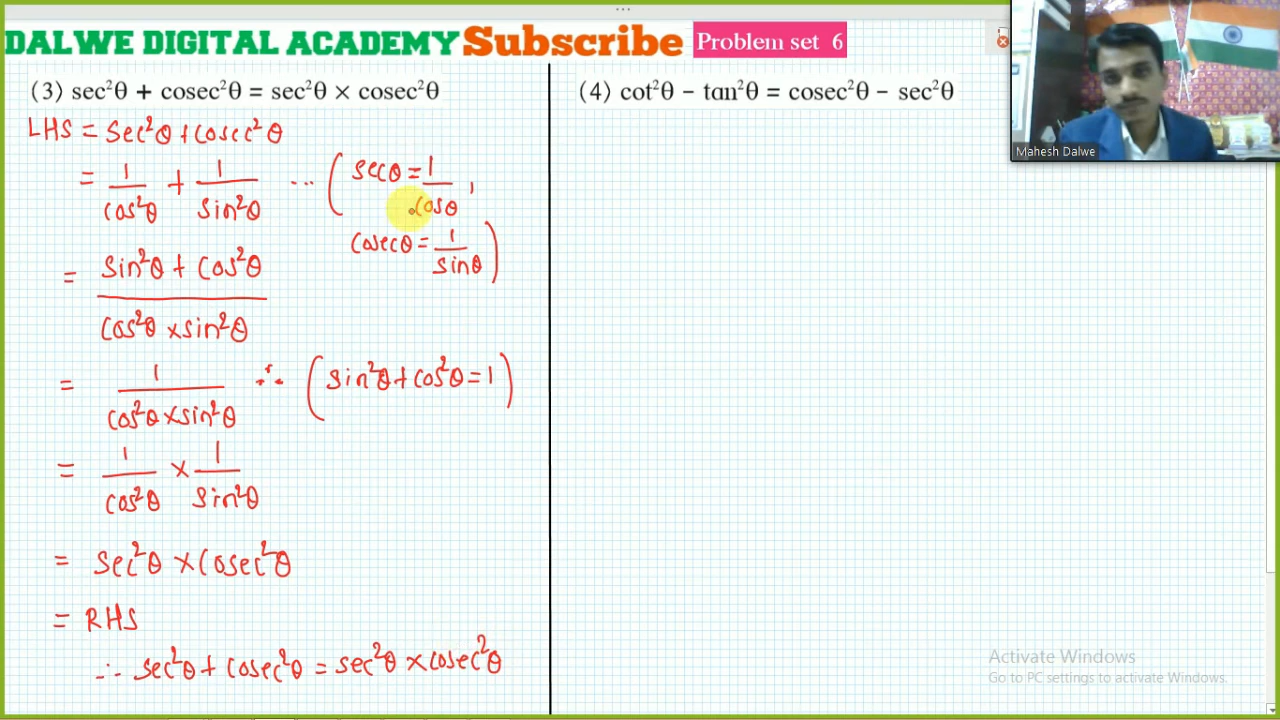 DALWE DIGITAL ACADEMY Subscribe Problem set 6
Mahesh Dalwe
(3) sec²θ + cosec²θ = sec²θ × cosec²θ
LHS = sec²θ + cosec²θ
= 1/cos²θ + 1/sin²θ ... (secθ = 1/cosθ ,
cosecθ = 1/sinθ)
= (sin²θ + cos²θ)/(cos²θ × sin²θ)
= 1/(cos²θ × sin²θ) ∴ (sin²θ + cos²θ = 1)
= 1/cos²θ × 1/sin²θ
= sec²θ × cosec²θ
= RHS
∴ sec²θ + cosec²θ = sec²θ × cosec²θ
(4) cot²θ − tan²θ = cosec²θ − sec²θ
Activate Windows
Go to PC settings to activate Windows.